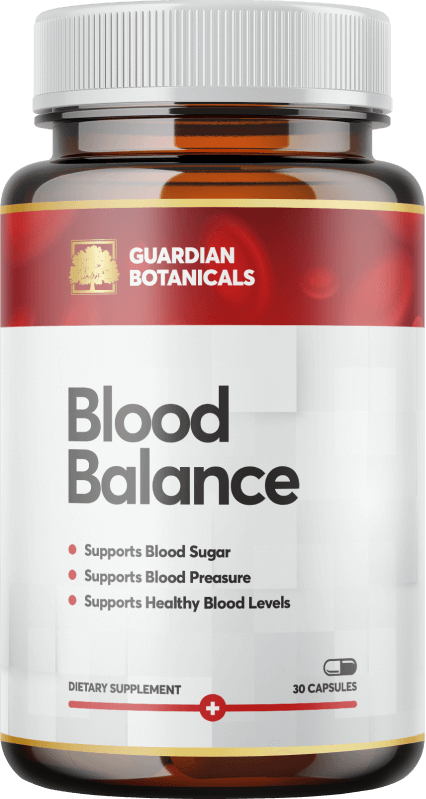 GUARDIAN
BOTANICALS
Blood
Balance
Supports Blood Sugar
Supports Blood Preasure
Supports Healthy Blood Levels
DIETARY SUPPLEMENT
30 CAPSULES